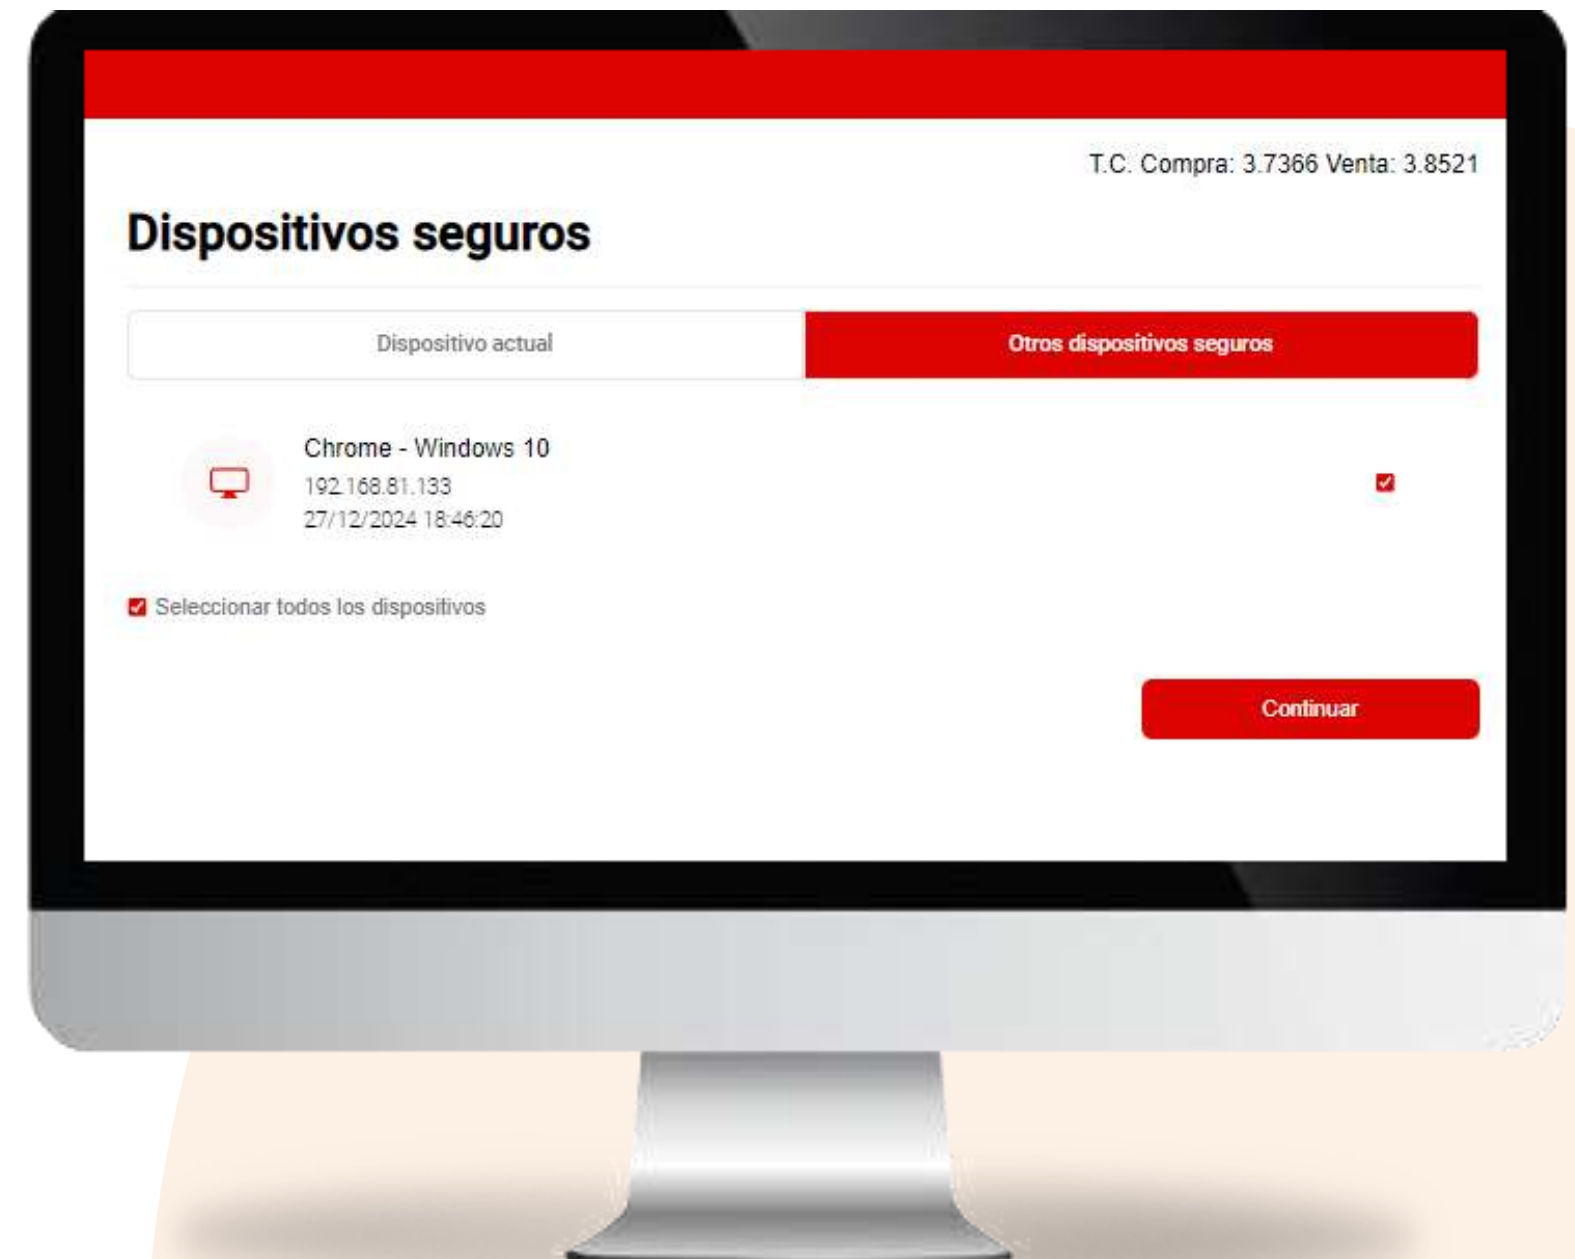 T.C. Compra: 3.7366 Venta: 3.8521
Dispositivos seguros
Dispositivo actual
Otros dispositivos seguros
Chrome - Windows 10
192.168.81.133
27/12/2024 18:46:20
Seleccionar todos los dispositivos
Continuar